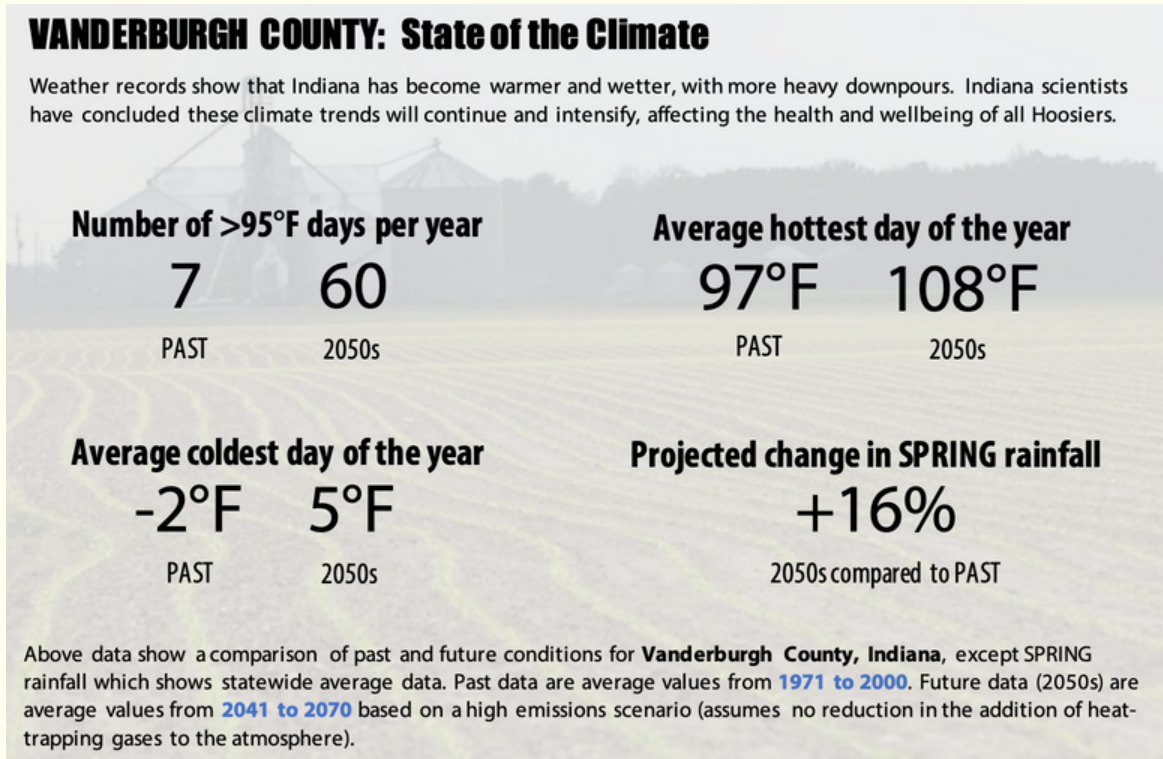 VANDERBURGH COUNTY: State of the Climate
Weather records show that Indiana has become warmer and wetter, with more heavy downpours. Indiana scientists
have concluded these climate trends will continue and intensify, affecting the health and wellbeing of all Hoosiers.
Number of >95°F days per year
7 60
PAST 2050s
Average hottest day of the year
97°F 108°F
PAST 2050s
Average coldest day of the year
-2°F 5°F
PAST 2050s
Projected change in SPRING rainfall
+16%
2050s compared to PAST
Above data show a comparison of past and future conditions for Vanderburgh County, Indiana, except SPRING
rainfall which shows statewide average data. Past data are average values from 1971 to 2000. Future data (2050s) are
average values from 2041 to 2070 based on a high emissions scenario (assumes no reduction in the addition of heat-
trapping gases to the atmosphere).